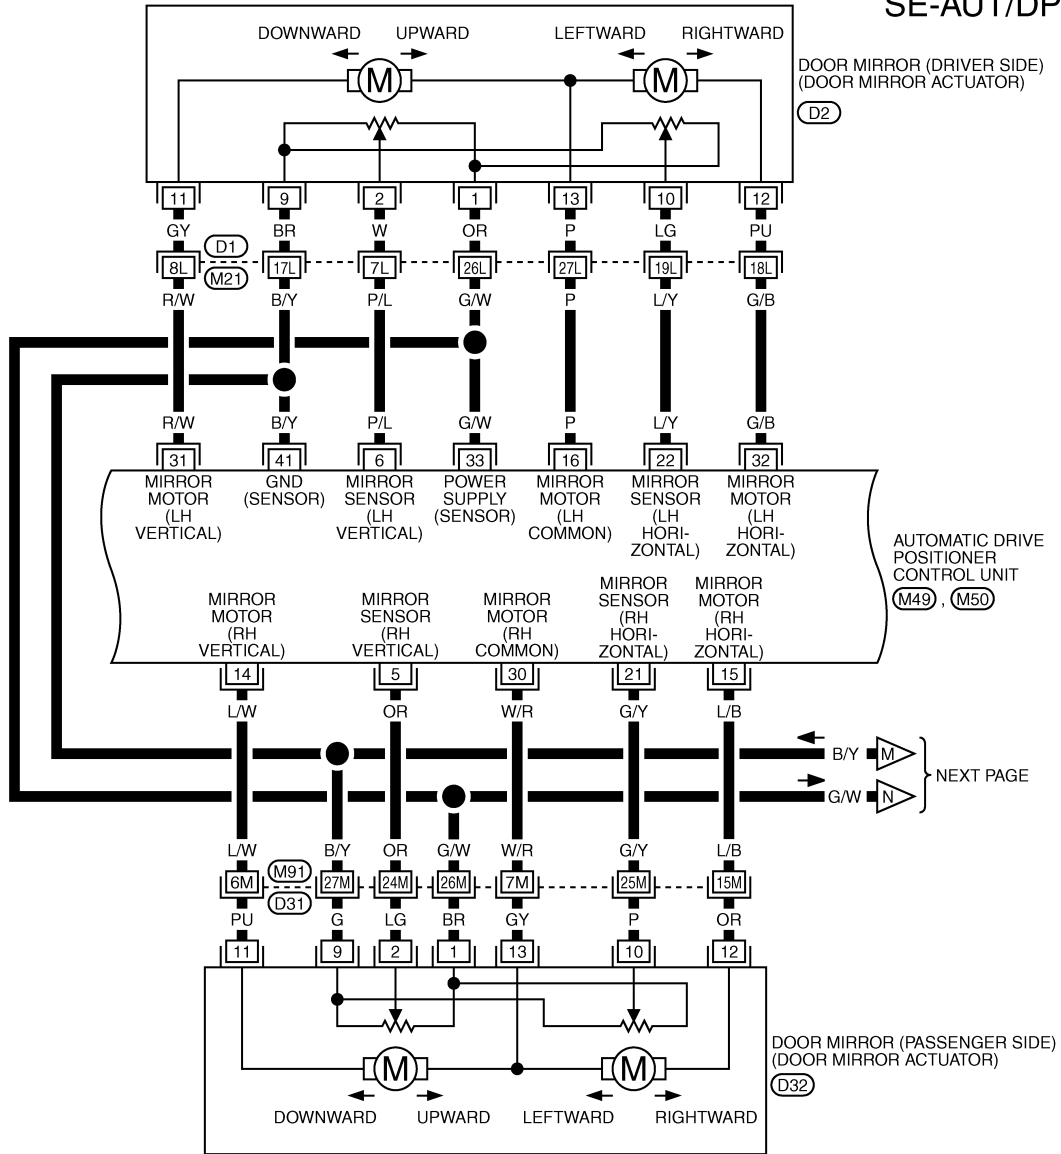 SE-AUT/DP
DOWNWARD UPWARD LEFTWARD RIGHTWARD
M M
DOOR MIRROR (DRIVER SIDE)
(DOOR MIRROR ACTUATOR)
D2
11 9 2 1 13 10 12
GY BR W OR P LG PU
D1
8L 17L 7L 26L 27L 19L 18L
M21
R/W B/Y P/L G/W P L/Y G/B
R/W B/Y P/L G/W P L/Y G/B
31 41 6 33 16 22 32
MIRROR
MOTOR
(LH
VERTICAL)
GND
(SENSOR)
MIRROR
SENSOR
(LH
VERTICAL)
POWER
SUPPLY
(SENSOR)
MIRROR
MOTOR
(LH
COMMON)
MIRROR
SENSOR
(LH
HORI-
ZONTAL)
MIRROR
MOTOR
(LH
HORI-
ZONTAL)
AUTOMATIC DRIVE
POSITIONER
CONTROL UNIT
M49 , M50
MIRROR
MOTOR
(RH
VERTICAL)
MIRROR
SENSOR
(RH
VERTICAL)
MIRROR
MOTOR
(RH
COMMON)
MIRROR
SENSOR
(RH
HORI-
ZONTAL)
MIRROR
MOTOR
(RH
HORI-
ZONTAL)
14 5 30 21 15
L/W OR W/R G/Y L/B
B/Y M
NEXT PAGE
G/W N
L/W B/Y OR G/W W/R G/Y L/B
M91
6M 27M 24M 26M 7M 25M 15M
D31
PU G LG BR GY P OR
11 9 2 1 13 10 12
DOOR MIRROR (PASSENGER SIDE)
(DOOR MIRROR ACTUATOR)
D32
M M
DOWNWARD UPWARD LEFTWARD RIGHTWARD